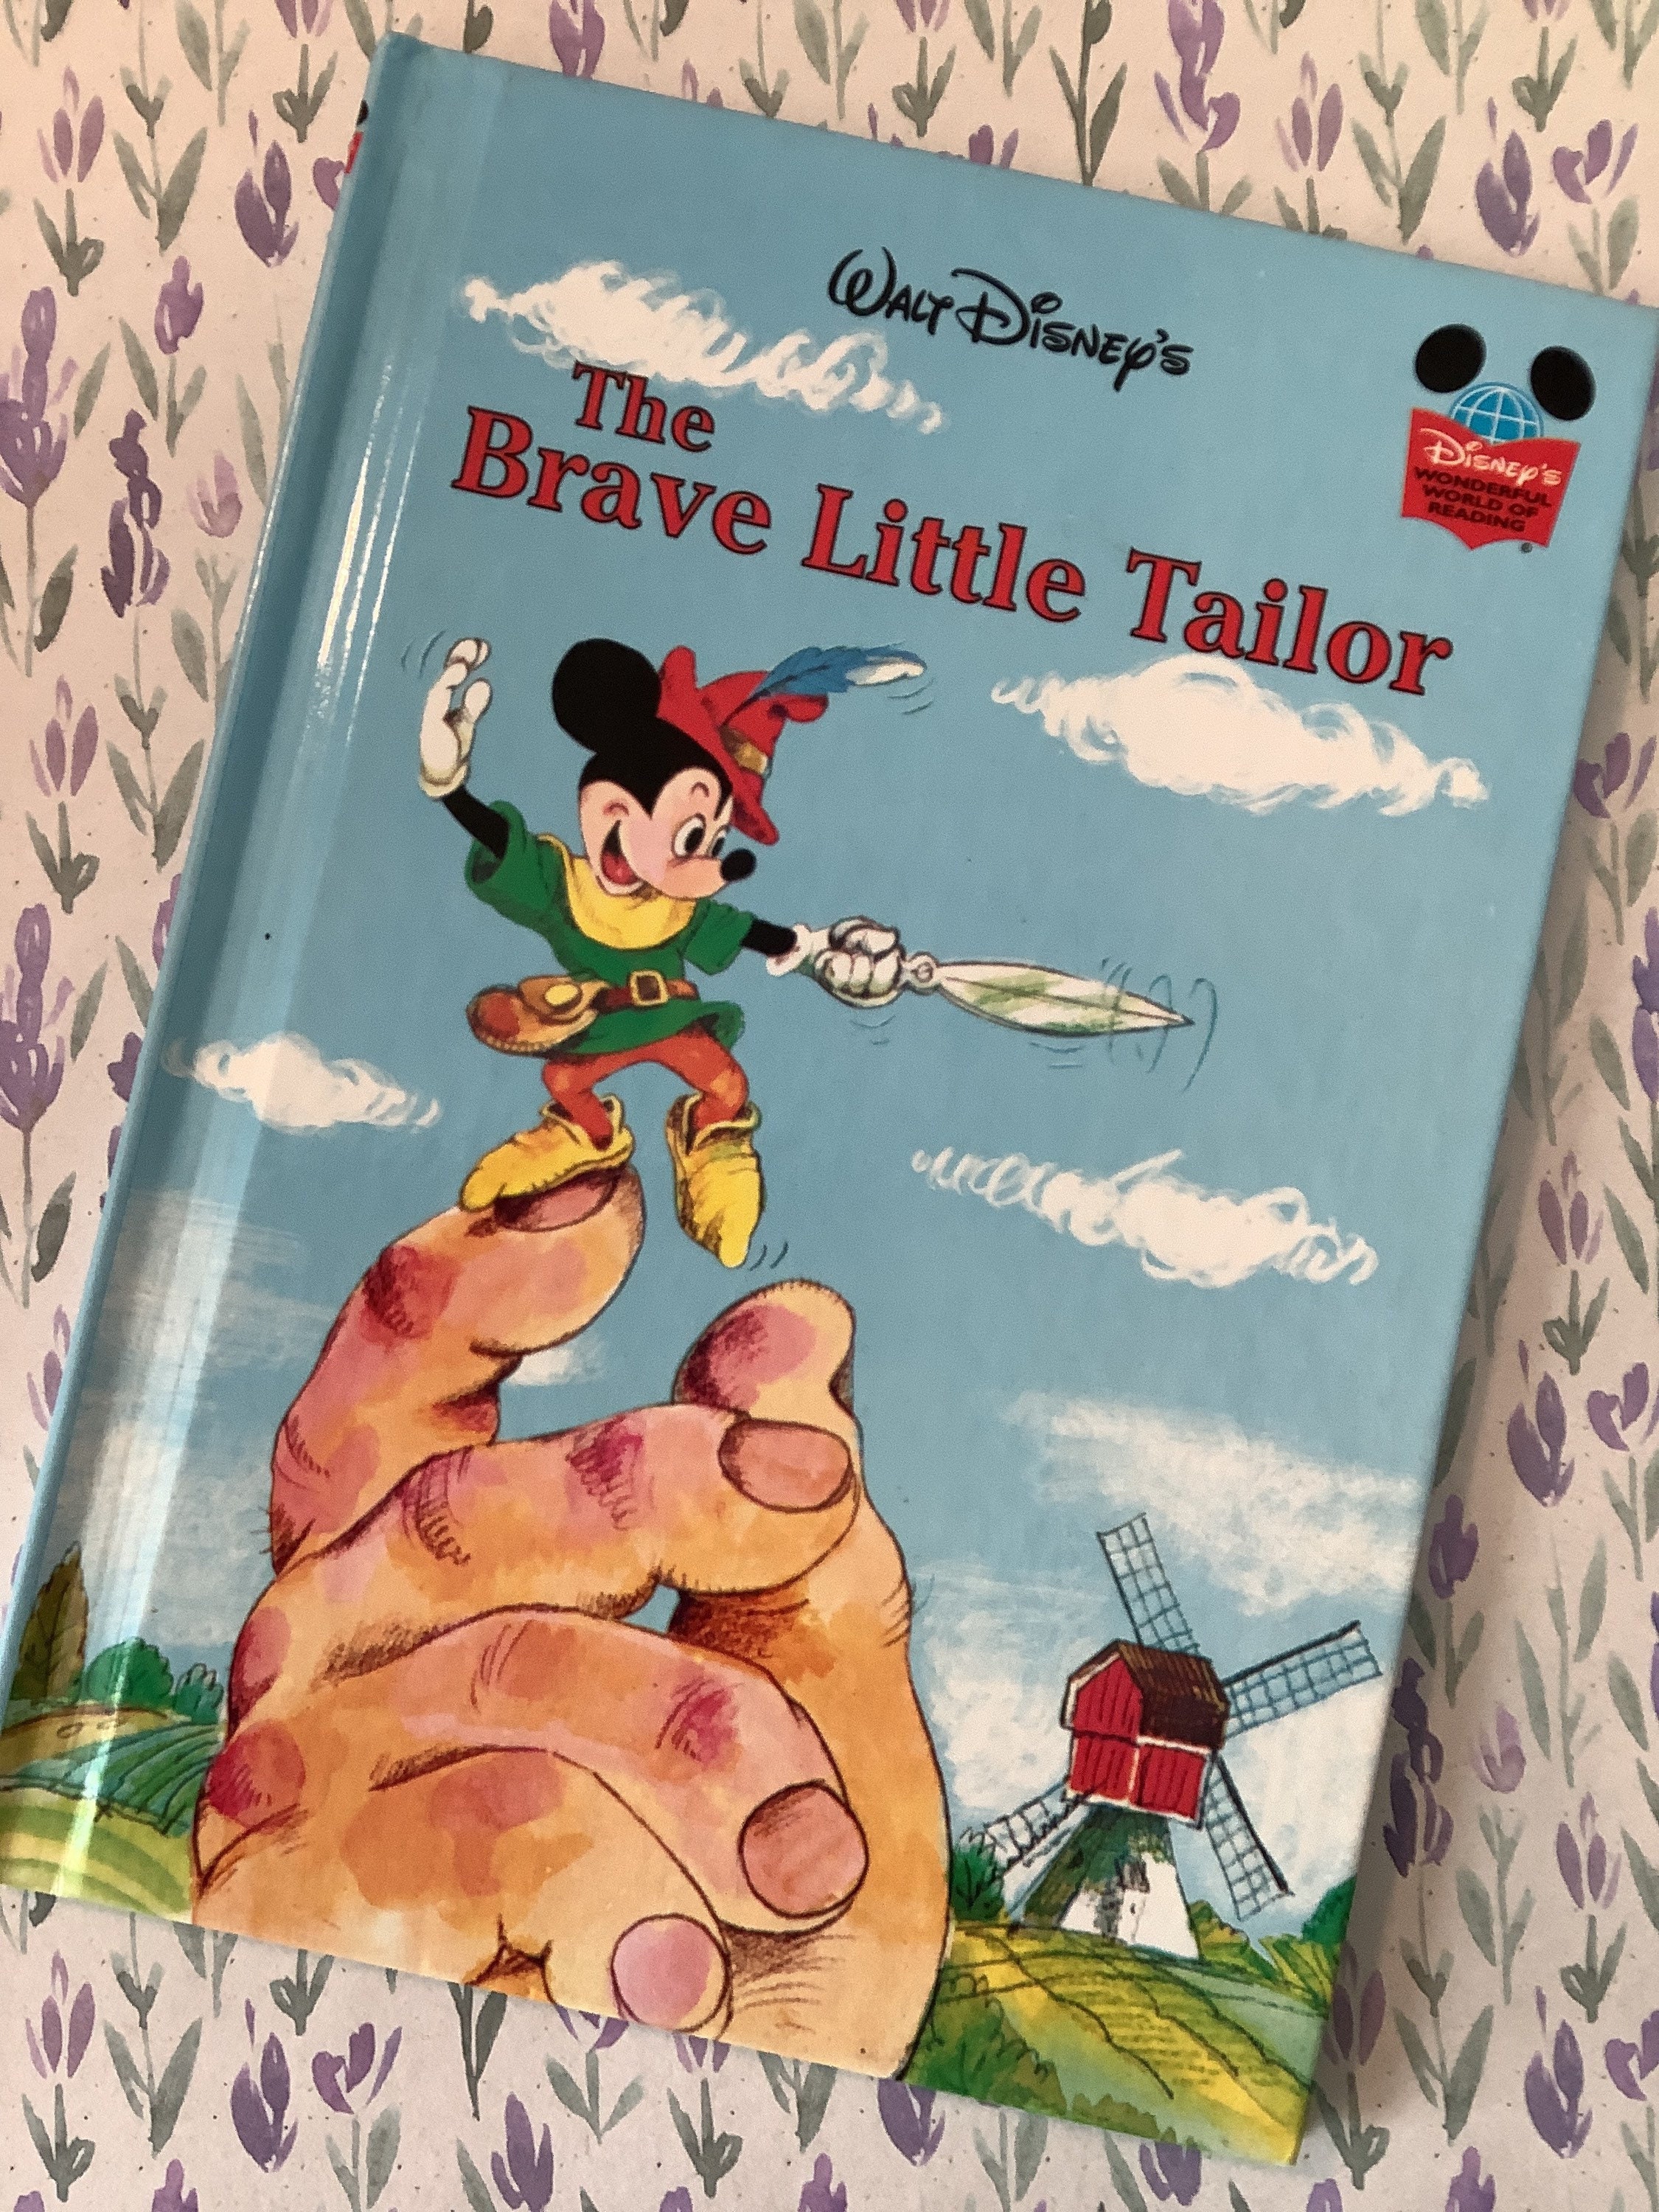 WALT DISNEY'S
The
Brave Little Tailor
DISNEY'S
WONDERFUL
WORLD OF
READING
®